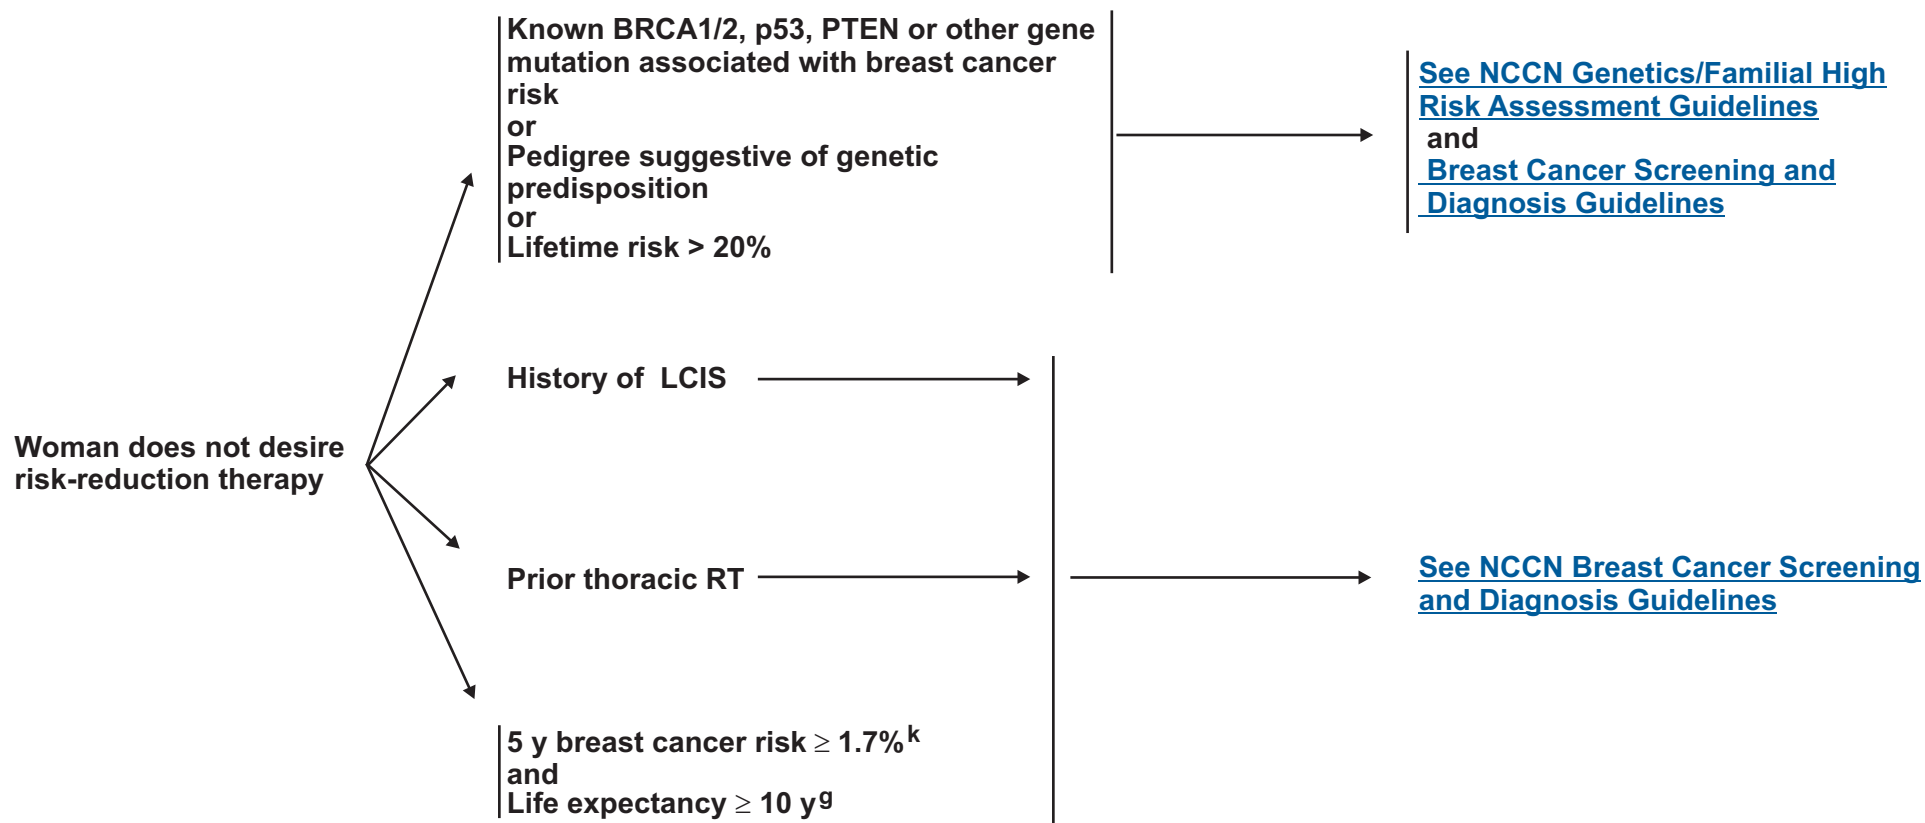 Known BRCA1/2, p53, PTEN or other gene
mutation associated with breast cancer
risk
or
Pedigree suggestive of genetic
predisposition
or
Lifetime risk > 20%
See NCCN Genetics/Familial High
Risk Assessment Guidelines
and
Breast Cancer Screening and
Diagnosis Guidelines
History of LCIS
Woman does not desire
risk-reduction therapy
Prior thoracic RT
See NCCN Breast Cancer Screening
and Diagnosis Guidelines
5 y breast cancer risk ≥ 1.7%k
and
Life expectancy ≥ 10 yg